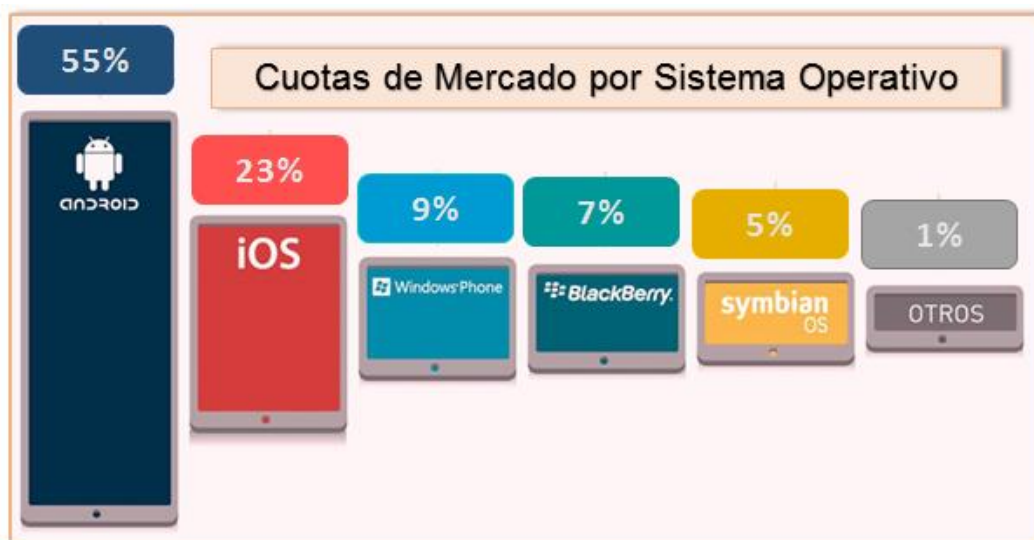 55%
Cuotas de Mercado por Sistema Operativo
ANDROID
23%
iOS
9%
Windows Phone
7%
BlackBerry.
5%
symbian
OS
1%
OTROS